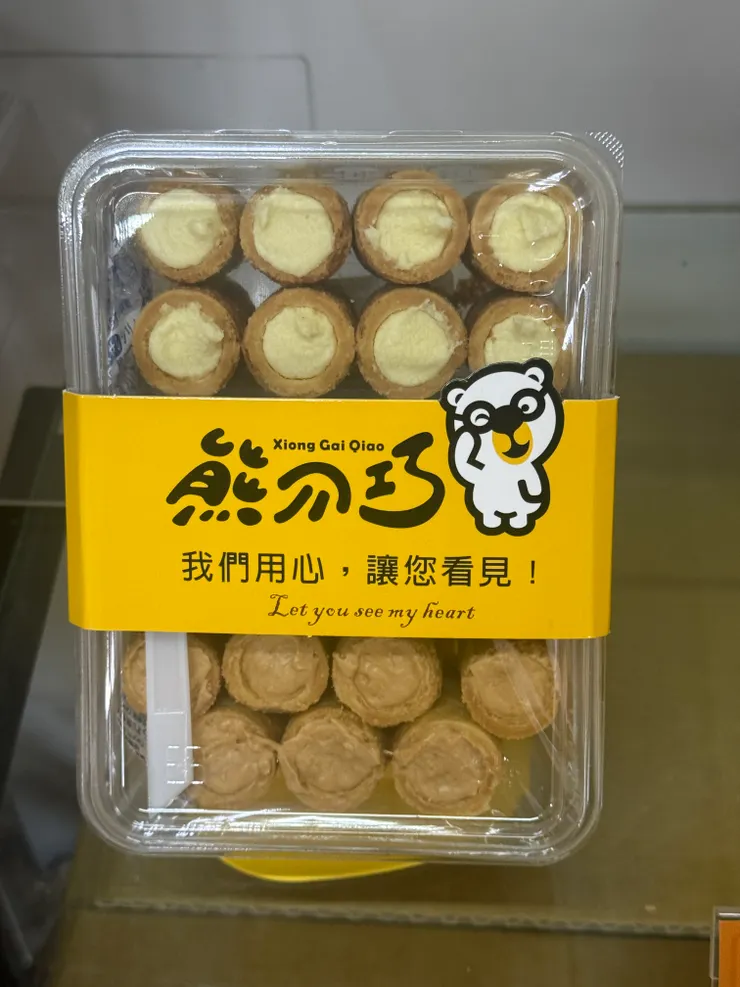 Xiong Gai Qiao
熊丐巧
我們用心，讓您看見！
Let you see my heart